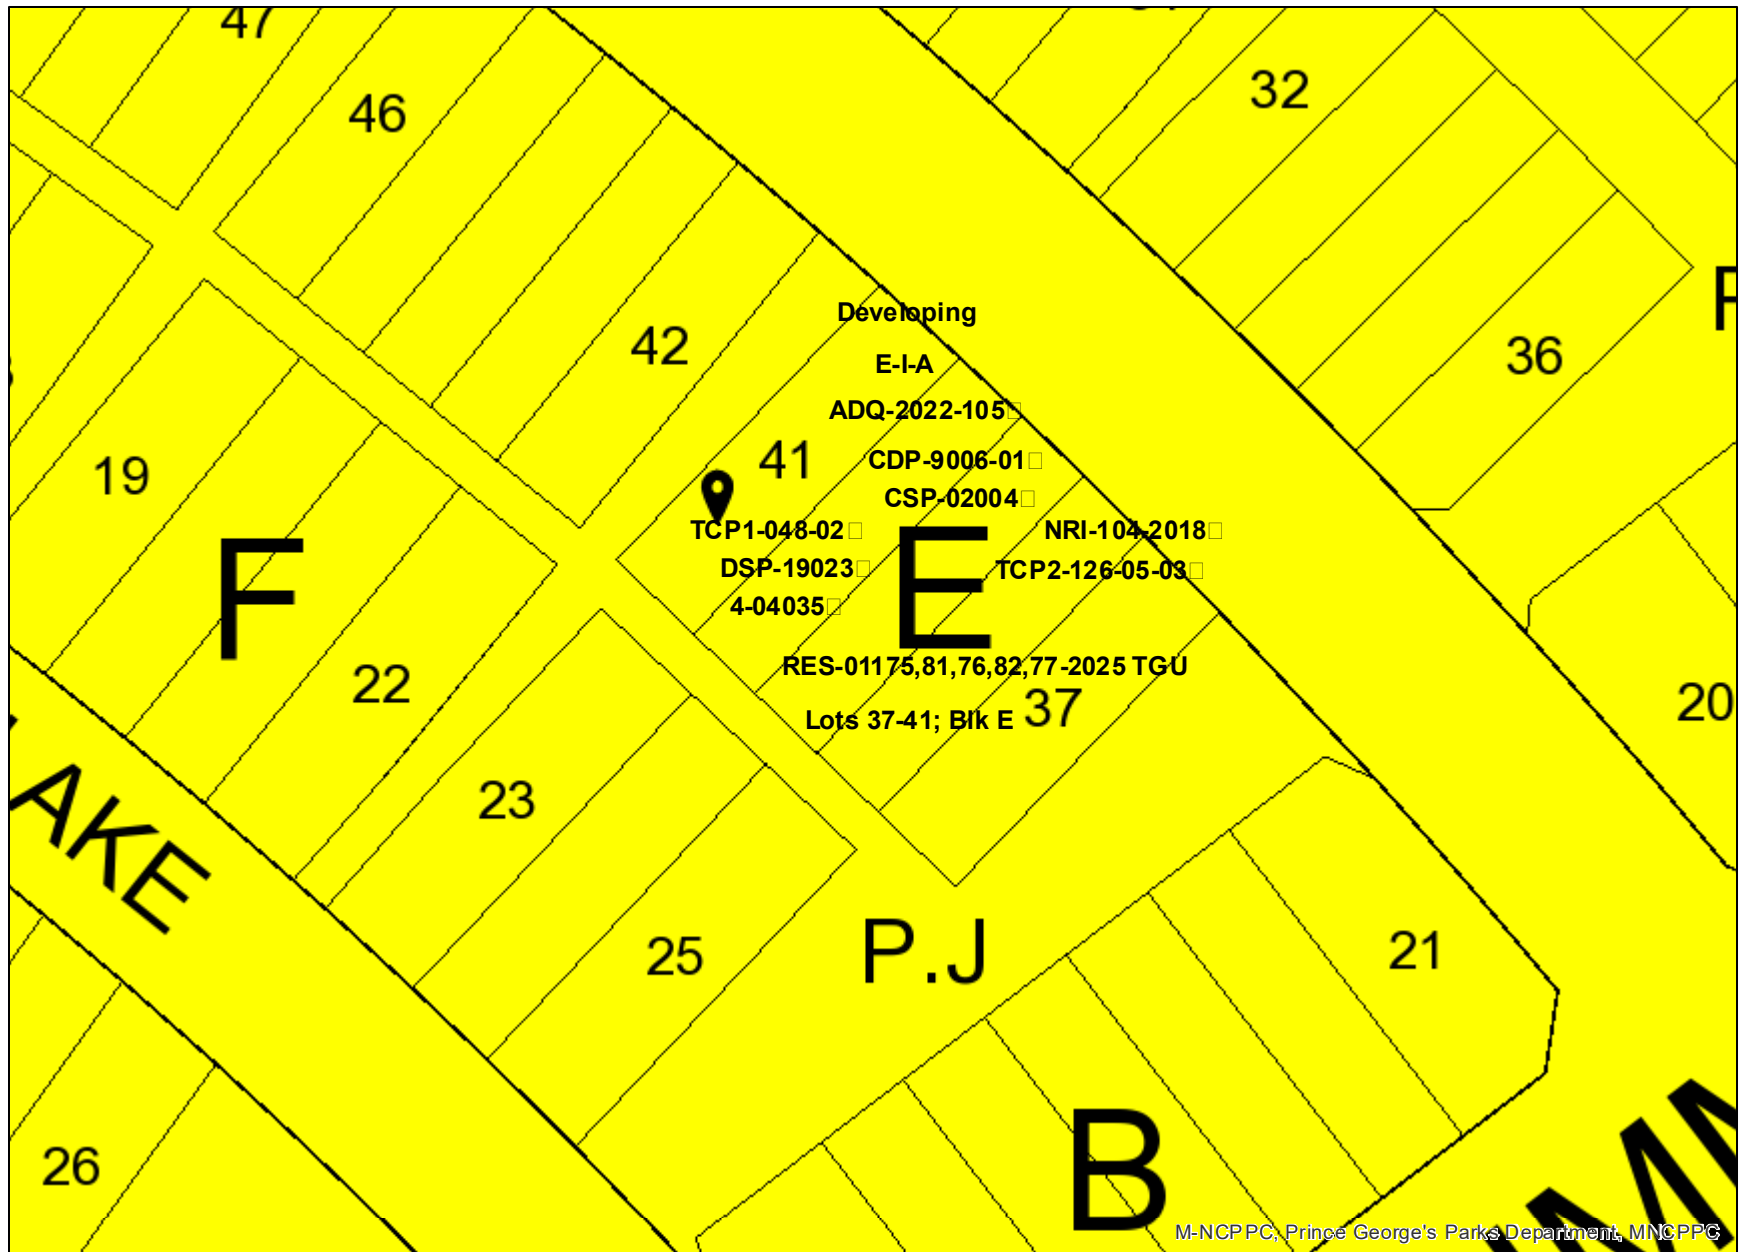 47
46
32
42
36
Developing
E-I-A
ADQ-2022-105
41
CDP-9006-01
CSP-02004
19
TCP1-048-02
NRI-104-2018
DSP-19023
TCP2-126-05-03
4-04035
F
E
RES-01175,81,76,82,77-2025 TGU
22
Lots 37-41; Blk E
37
20
23
AKE
25
P.J
21
26
B
M-NCPPC, Prince George's Parks Department, MNCPPC